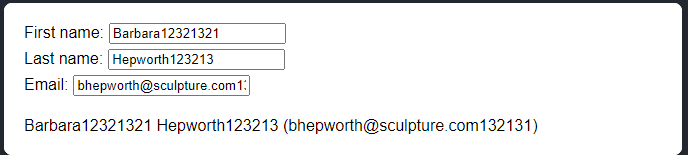 First name: Barbara12321321
Last name: Hepworth123213
Email: bhepworth@sculpture.com1
Barbara12321321 Hepworth123213 (bhepworth@sculpture.com132131)